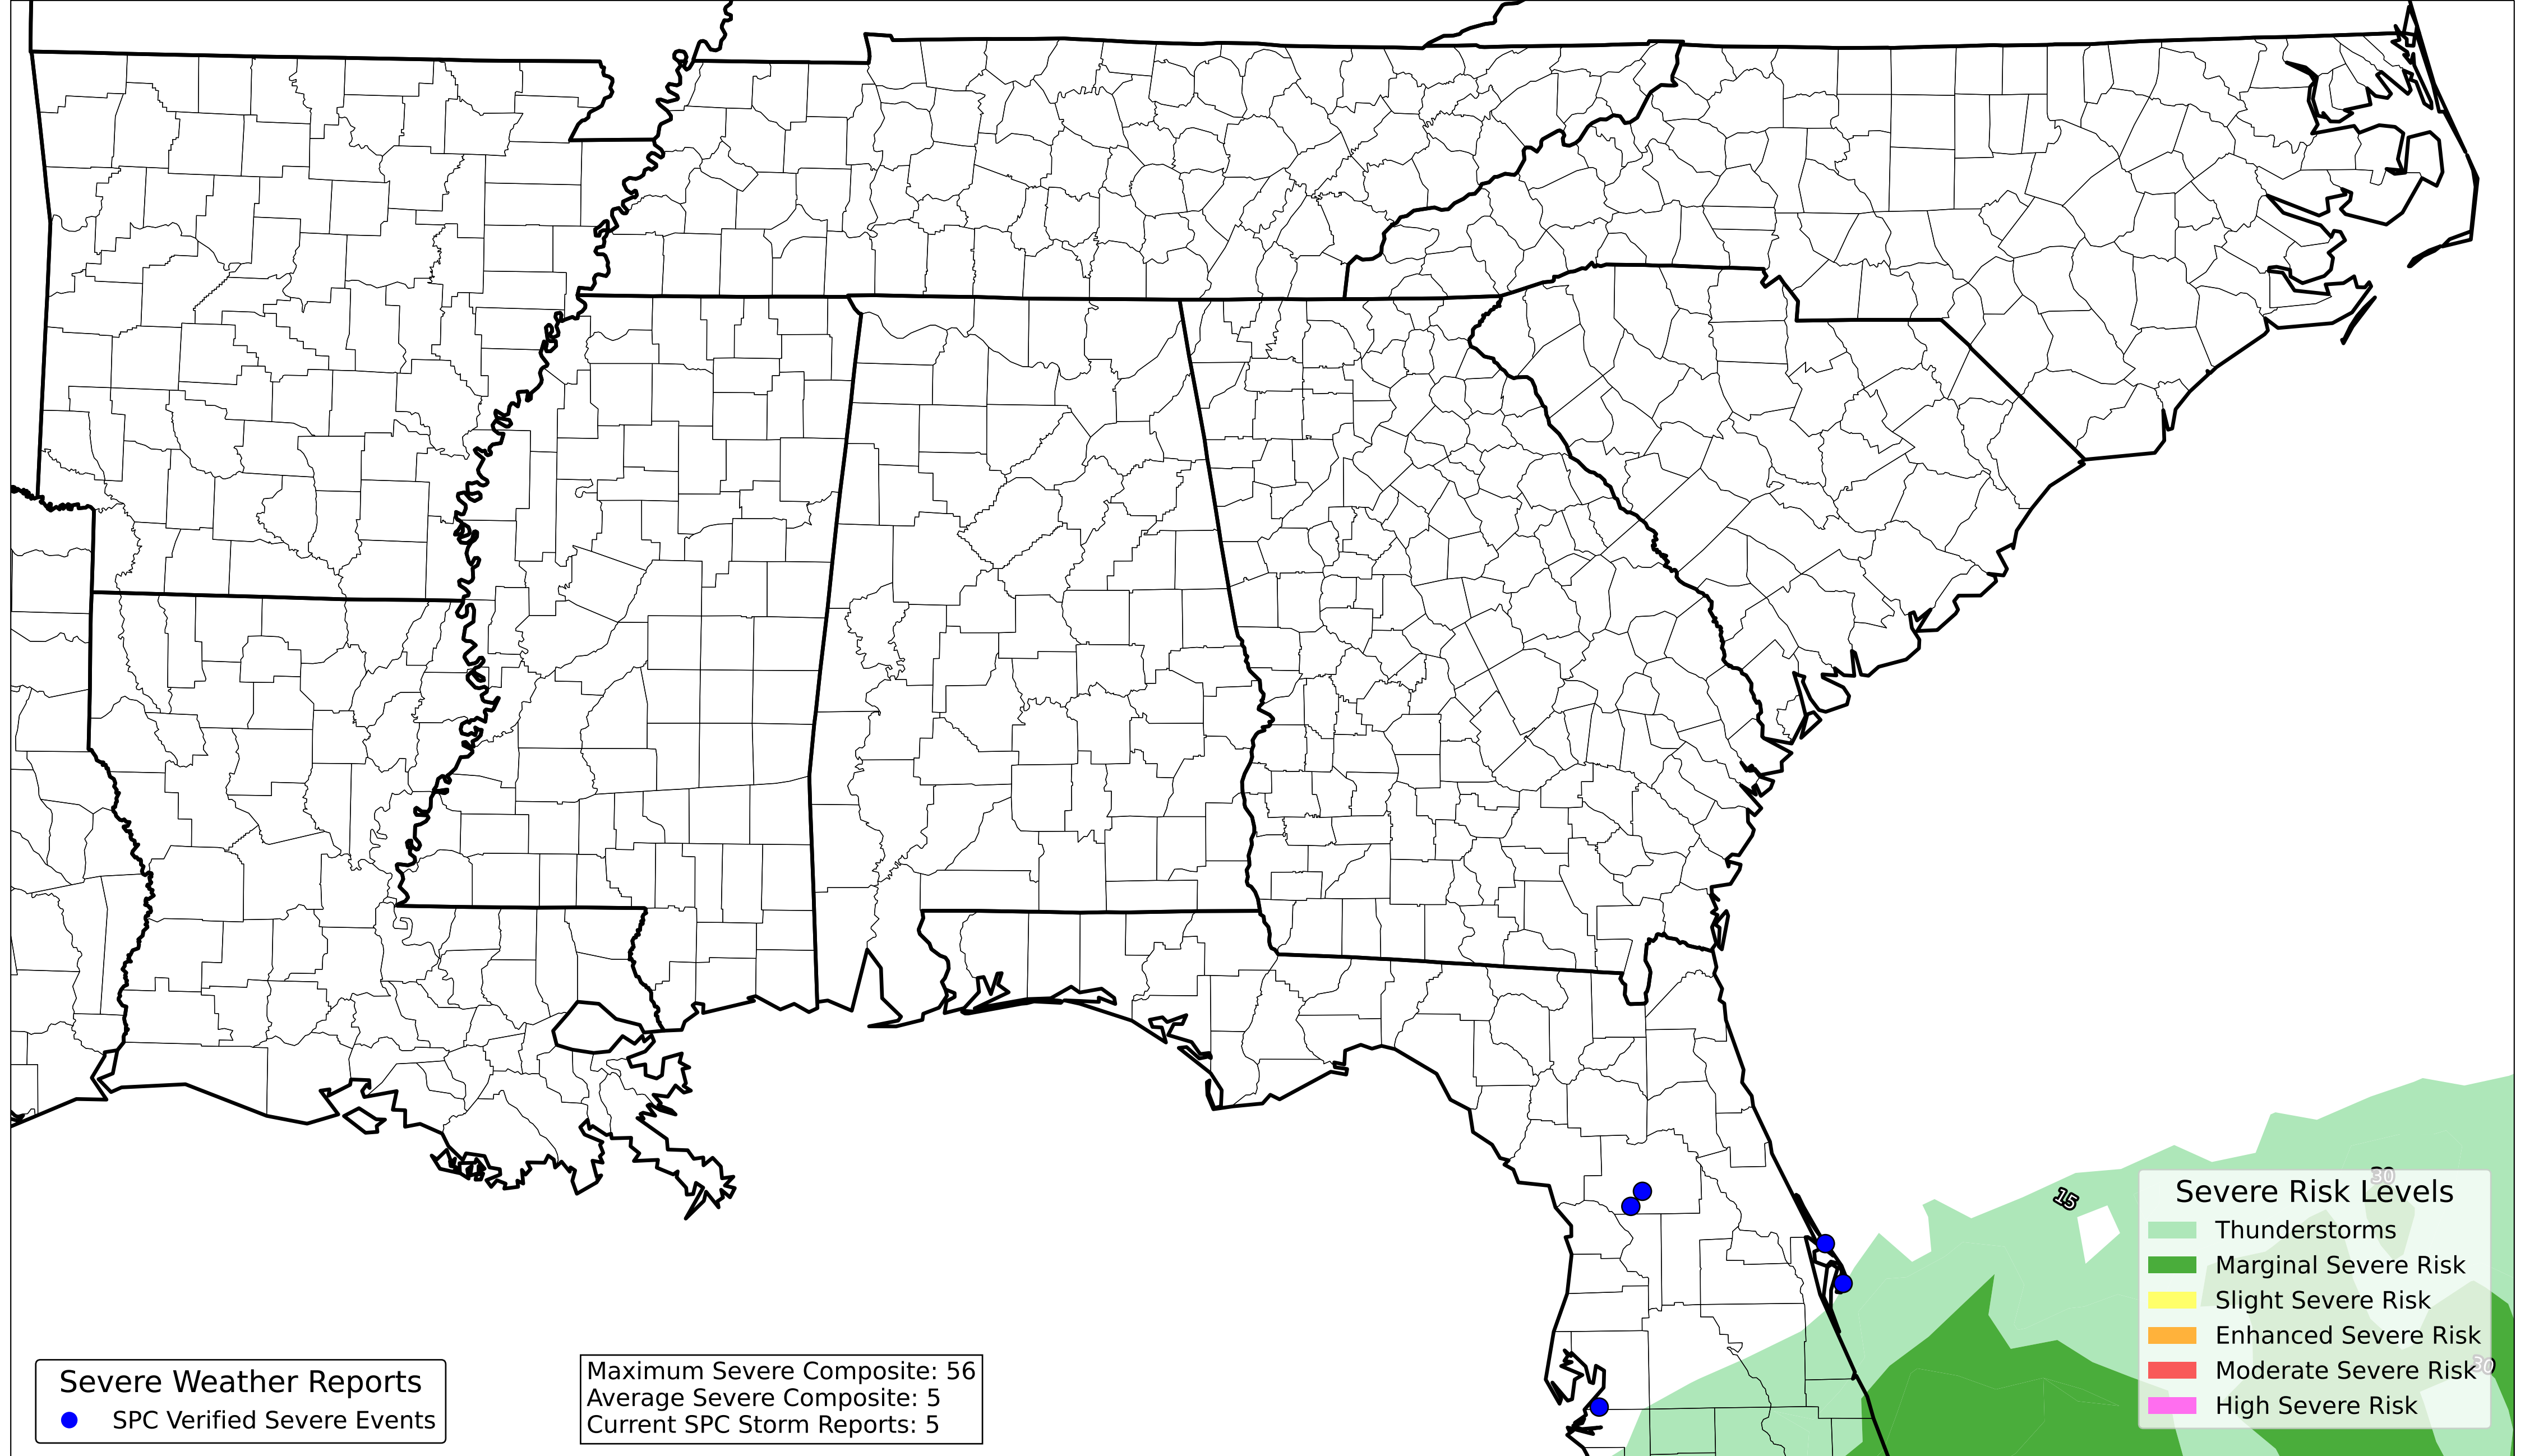 30
15
Severe Risk Levels
Thunderstorms
Marginal Severe Risk
Slight Severe Risk
Enhanced Severe Risk
Moderate Severe Risk
30
High Severe Risk
Severe Weather Reports
SPC Verified Severe Events
Maximum Severe Composite: 56
Average Severe Composite: 5
Current SPC Storm Reports: 5